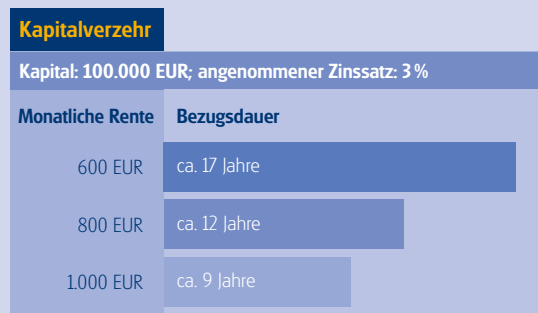 Kapitalverzehr
Kapital: 100.000 EUR; angenommener Zinssatz: 3 %
Monatliche Rente Bezugsdauer
600 EUR ca. 17 Jahre
800 EUR ca. 12 Jahre
1.000 EUR ca. 9 Jahre